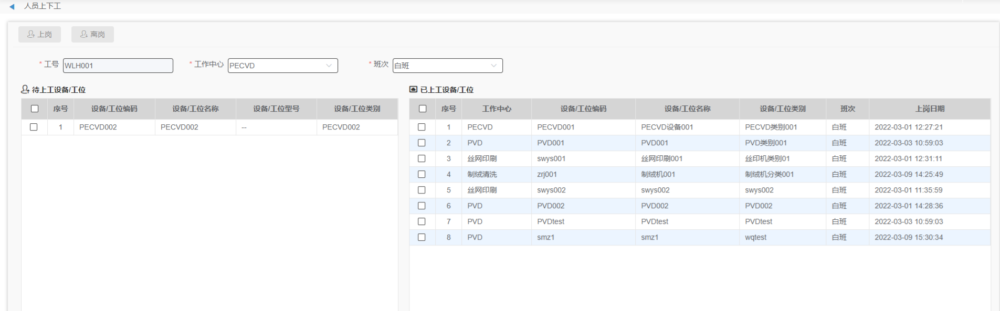 人员上下工
上岗 离岗
* 工号 WLH001 * 工作中心 PECVD * 班次 白班
待上工设备/工位
序号 设备/工位编码 设备/工位名称 设备/工位型号 设备/工位类别
1 PECVD002 PECVD002 -- PECVD002
已上工设备/工位
序号 工作中心 设备/工位编码 设备/工位名称 设备/工位类别 班次 上岗日期
1 PECVD PECVD001 PECVD设备001 PECVD类别001 白班 2022-03-01 12:27:21
2 PVD PVD001 PVD001 PVD类别001 白班 2022-03-03 10:59:03
3 丝网印刷 swys001 丝网印刷001 丝印机类别01 白班 2022-03-01 12:31:11
4 制绒清洗 zrj001 制绒机001 制绒机分类001 白班 2022-03-09 14:25:49
5 丝网印刷 swys002 swys002 swys002 白班 2022-03-01 11:35:59
6 PVD PVD002 PVD002 PVD002 白班 2022-03-01 14:28:36
7 PVD PVDtest PVDtest PVDtest 白班 2022-03-03 10:59:03
8 PVD smz1 smz1 wqtest 白班 2022-03-09 15:30:34